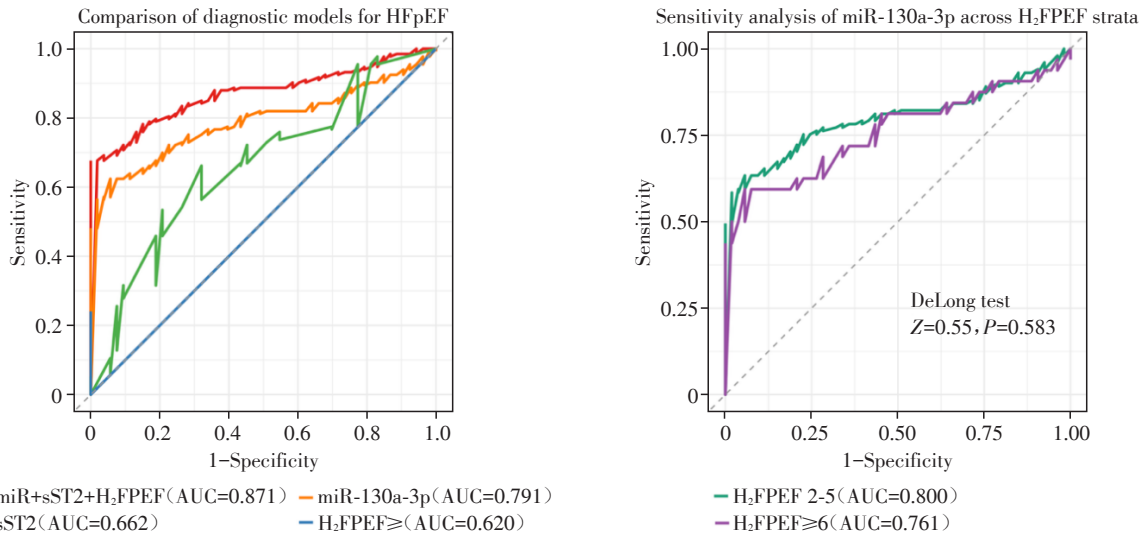 Comparison of diagnostic models for HFpEF
1.0
0.8
0.6
0.4
0.2
0
Sensitivity
0 0.2 0.4 0.6 0.8 1.0
1-Specificity
miR+sST2+H₂FPEF(AUC=0.871) miR-130a-3p(AUC=0.791)
sST2(AUC=0.662) H₂FPEF≥(AUC=0.620)
Sensitivity analysis of miR-130a-3p across H₂FPEF strata
1.00
0.75
0.50
0.25
0
Sensitivity
DeLong test
Z=0.55,P=0.583
0 0.25 0.50 0.75 1.00
1-Specificity
H₂FPEF 2-5(AUC=0.800)
H₂FPEF≥6(AUC=0.761)